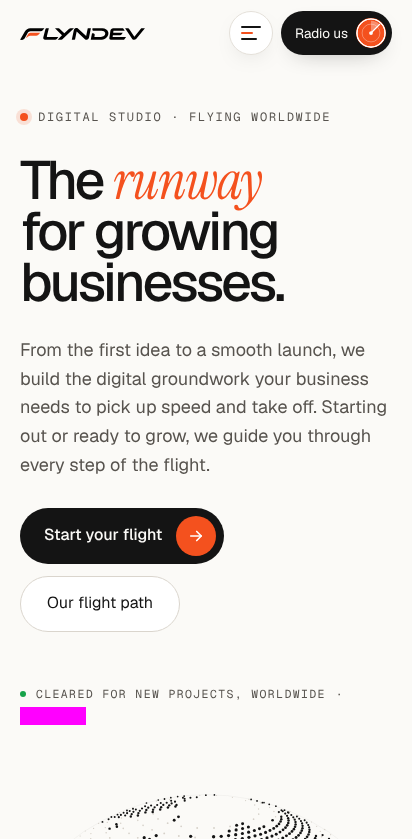 FLYNDEV
Radio us
DIGITAL STUDIO · FLYING WORLDWIDE
The runway
for growing
businesses.
From the first idea to a smooth launch, we
build the digital groundwork your business
needs to pick up speed and take off. Starting
out or ready to grow, we guide you through
every step of the flight.
Start your flight →
Our flight path
CLEARED FOR NEW PROJECTS, WORLDWIDE ·